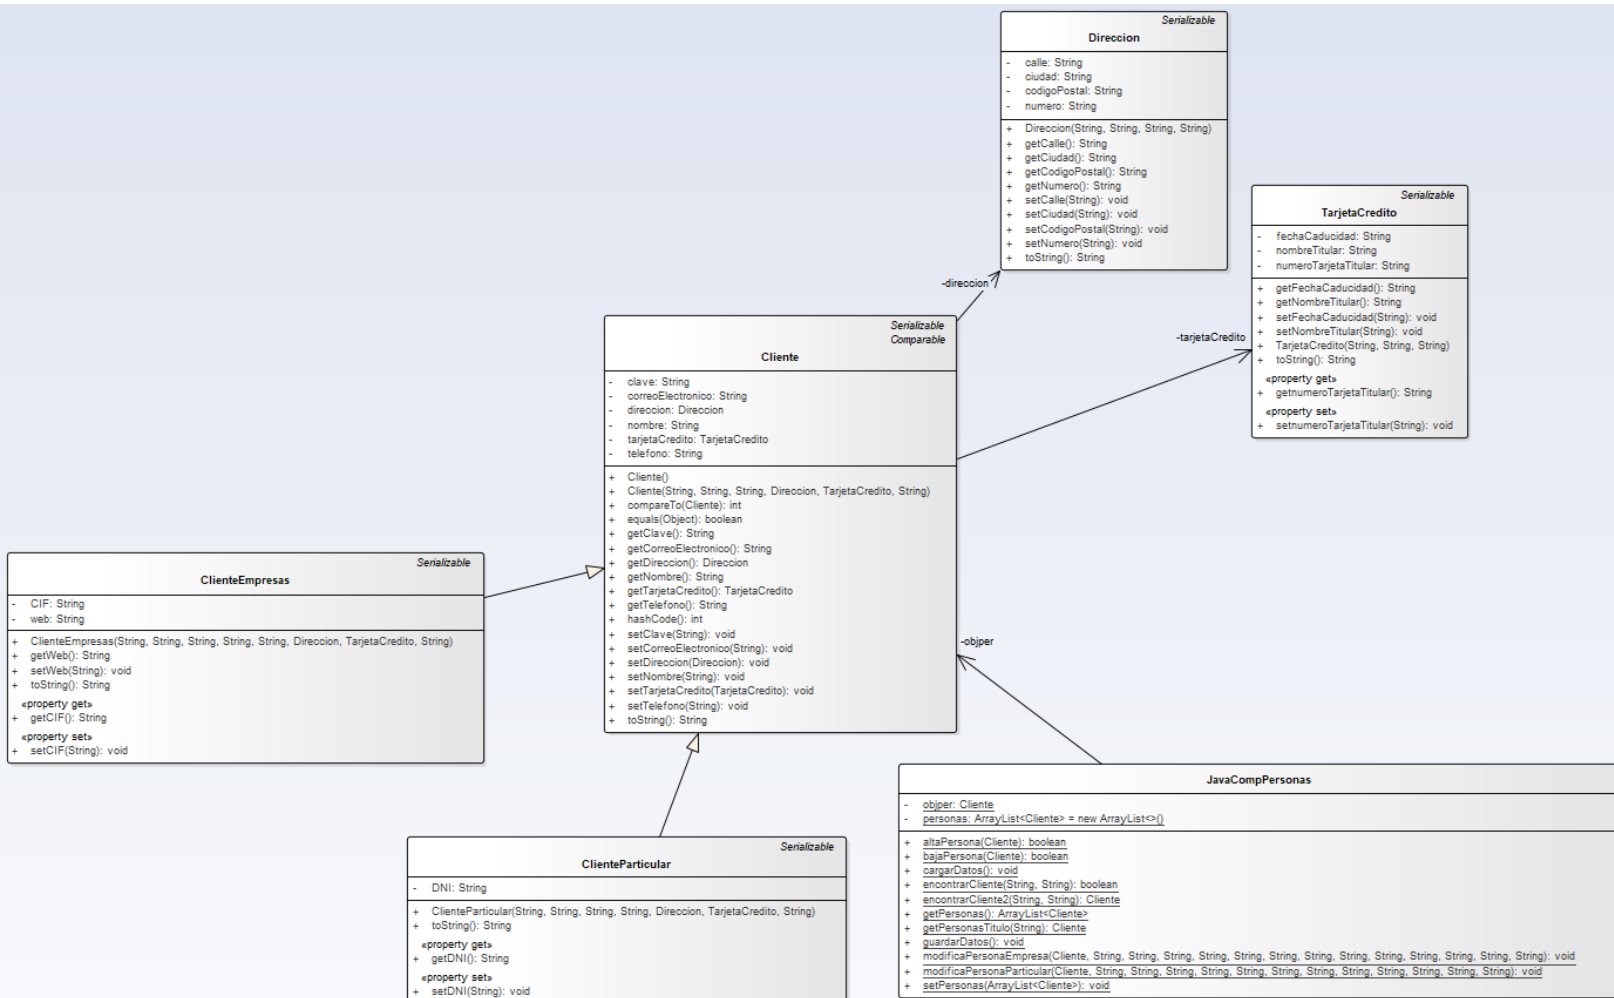 Serializable
Direccion
- calle: String
- ciudad: String
- codigoPostal: String
- numero: String
+ Direccion(String, String, String, String)
+ getCalle(): String
+ getCiudad(): String
+ getCodigoPostal(): String
+ getNumero(): String
+ setCalle(String): void
+ setCiudad(String): void
+ setCodigoPostal(String): void
+ setNumero(String): void
+ toString(): String
-direccion
Serializable
TarjetaCredito
- fechaCaducidad: String
- nombreTitular: String
- numeroTarjetaTitular: String
+ getFechaCaducidad(): String
+ getNombreTitular(): String
+ setFechaCaducidad(String): void
+ setNombreTitular(String): void
+ TarjetaCredito(String, String, String)
+ toString(): String
«property get»
+ getnumeroTarjetaTitular(): String
«property set»
+ setnumeroTarjetaTitular(String): void
-tarjetaCredito
Serializable
Comparable
Cliente
- clave: String
- correoElectronico: String
- direccion: Direccion
- nombre: String
- tarjetaCredito: TarjetaCredito
- telefono: String
+ Cliente()
+ Cliente(String, String, String, Direccion, TarjetaCredito, String)
+ compareTo(Cliente): int
+ equals(Object): boolean
+ getClave(): String
+ getCorreoElectronico(): String
+ getDireccion(): Direccion
+ getNombre(): String
+ getTarjetaCredito(): TarjetaCredito
+ getTelefono(): String
+ hashCode(): int
+ setClave(String): void
+ setCorreoElectronico(String): void
+ setDireccion(Direccion): void
+ setNombre(String): void
+ setTarjetaCredito(TarjetaCredito): void
+ setTelefono(String): void
+ toString(): String
Serializable
ClienteEmpresas
- CIF: String
- web: String
+ ClienteEmpresas(String, String, String, String, String, Direccion, TarjetaCredito, String)
+ getWeb(): String
+ setWeb(String): void
+ toString(): String
«property get»
+ getCIF(): String
«property set»
+ setCIF(String): void
-objper
Serializable
ClienteParticular
- DNI: String
+ ClienteParticular(String, String, String, String, Direccion, TarjetaCredito, String)
+ toString(): String
«property get»
+ getDNI(): String
«property set»
+ setDNI(String): void
JavaCompPersonas
- objper: Cliente
- personas: ArrayList<Cliente> = new ArrayList<>()
+ altaPersona(Cliente): boolean
+ bajaPersona(Cliente): boolean
+ cargarDatos(): void
+ encontrarCliente(String, String): boolean
+ encontrarCliente2(String, String): Cliente
+ getPersonas(): ArrayList<Cliente>
+ getPersonasTitulo(String): Cliente
+ guardarDatos(): void
+ modificaPersonaEmpresa(Cliente, String, String, String, String, String, String, String, String, String, String, String, String, String): void
+ modificaPersonaParticular(Cliente, String, String, String, String, String, String, String, String, String, String, String, String): void
+ setPersonas(ArrayList<Cliente>): void